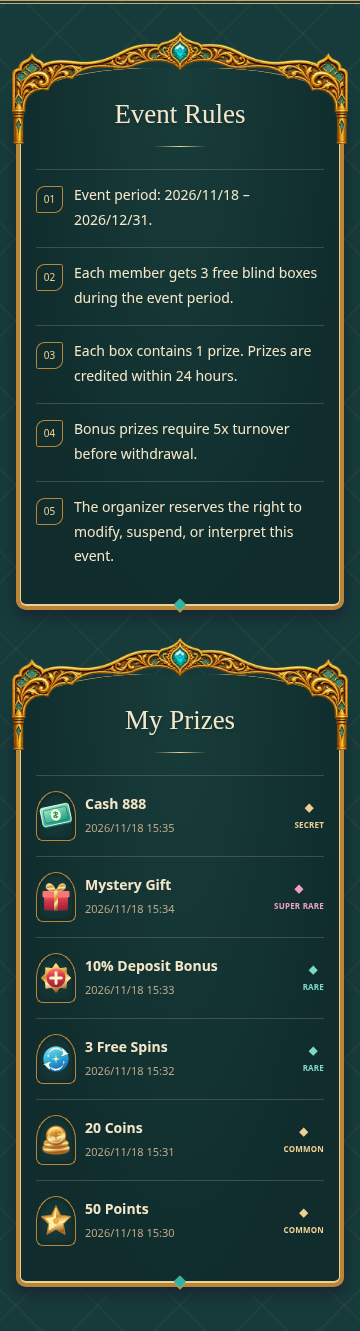 Event Rules
01
Event period: 2026/11/18 –
2026/12/31.
02
Each member gets 3 free blind boxes
during the event period.
03
Each box contains 1 prize. Prizes are
credited within 24 hours.
04
Bonus prizes require 5x turnover
before withdrawal.
05
The organizer reserves the right to
modify, suspend, or interpret this
event.
My Prizes
Cash 888
2026/11/18 15:35
SECRET
Mystery Gift
2026/11/18 15:34
SUPER RARE
10% Deposit Bonus
2026/11/18 15:33
RARE
3 Free Spins
2026/11/18 15:32
RARE
20 Coins
2026/11/18 15:31
COMMON
50 Points
2026/11/18 15:30
COMMON